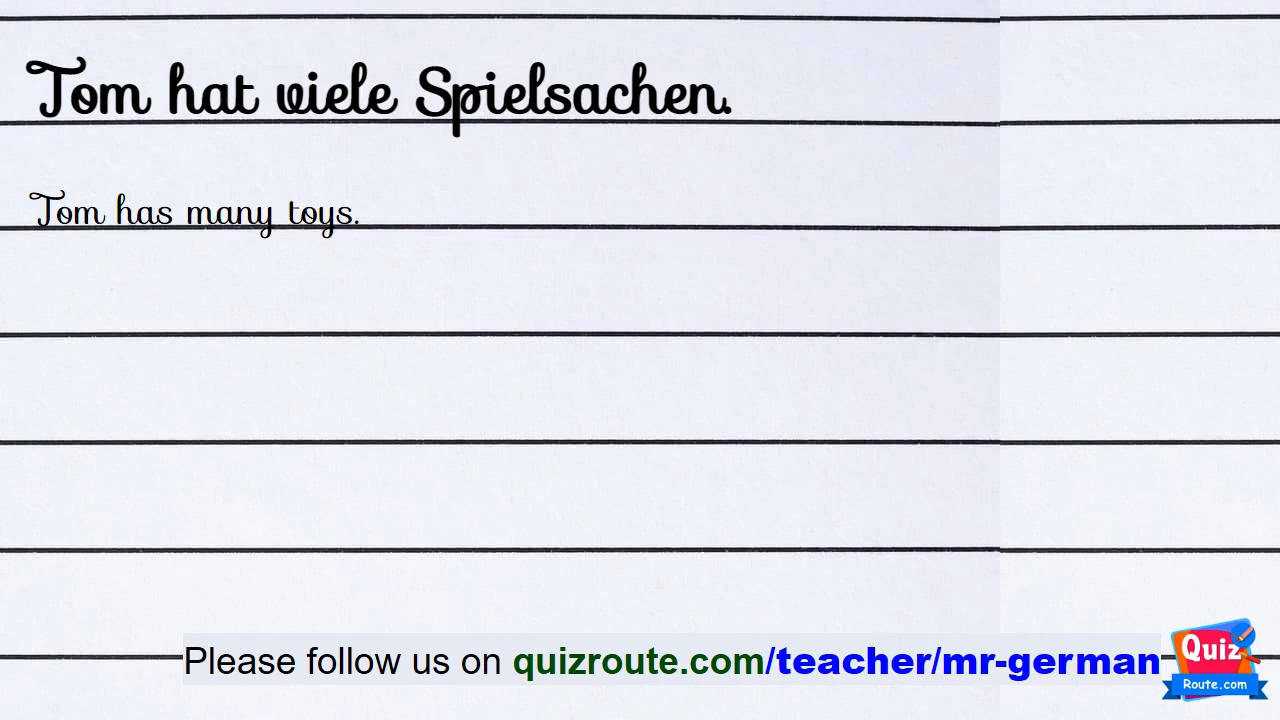 Tom hat viele Spielsachen.
Tom has many toys.
Please follow us on quizroute.com/teacher/mr-german
Quiz
Route.com